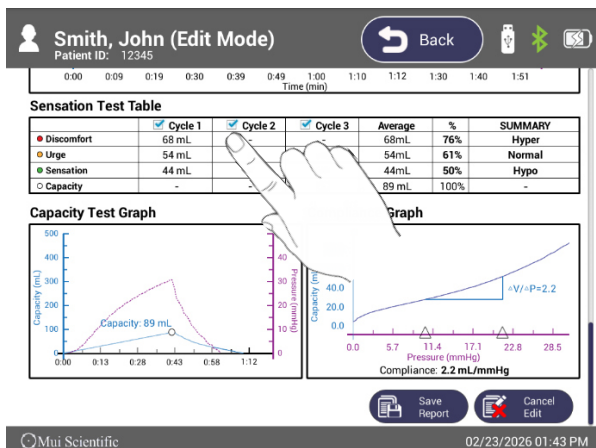 Smith, John (Edit Mode)
Patient ID: 12345
Back
0:00 0:09 0:19 0:30 0:39 0:49 1:00 1:10 1:12 1:30 1:40 1:51
Time (min)
Sensation Test Table
Cycle 1 Cycle 2 Cycle 3 Average % SUMMARY
Discomfort 68 mL - 68mL 76% Hyper
Urge 54 mL 54mL 61% Normal
Sensation 44 mL 44mL 50% Hypo
Capacity - - 89 mL 100% -
Capacity Test Graph
Graph
Capacity (mL)
500
400
300
200
100
0
Capacity: 89 mL
0:00 0:13 0:28 0:43 0:58 1:12
40
30
20
10
0
Pressure (mmHg)
Capacity (mL)
40.0
20.0
0.0
△V/△P=2.2
0.0 5.7 11.4 17.1 22.8 28.5
Pressure (mmHg)
Compliance: 2.2 mL/mmHg
Save
Report
Cancel
Edit
Mui Scientific
02/23/2026 01:43 PM